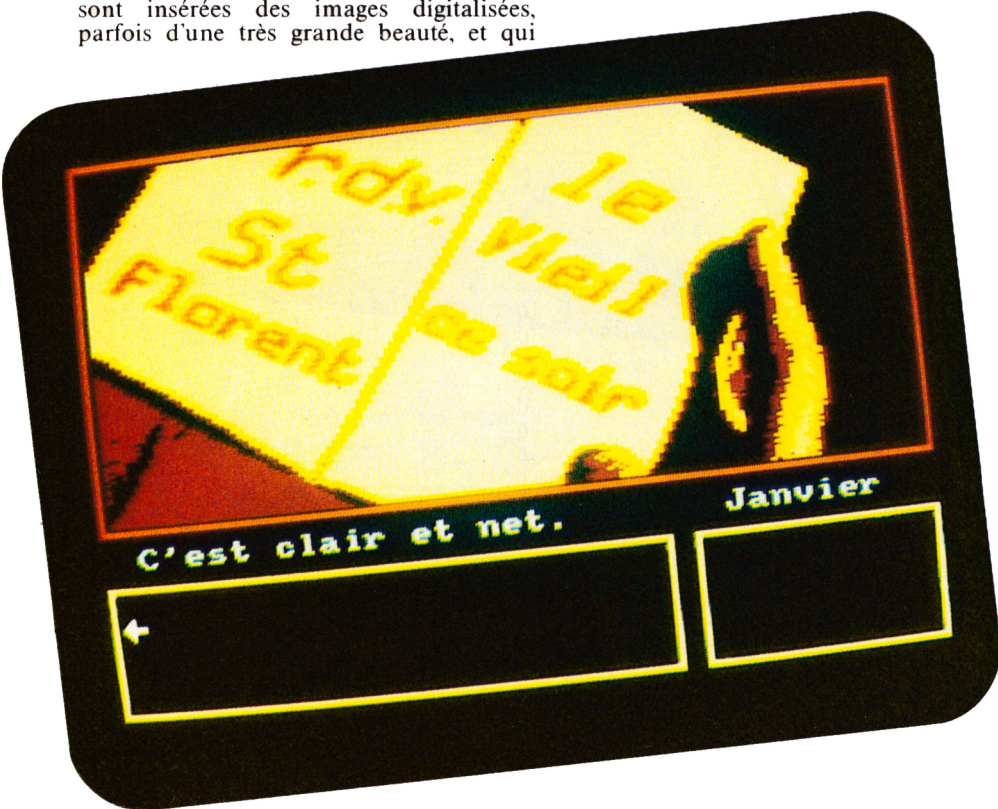 sont insérées des images digitalisées,
parfois d'une très grande beauté, et qui
rdv. le
St Vieil
Florent ce soir
C'est clair et net.
Janvier